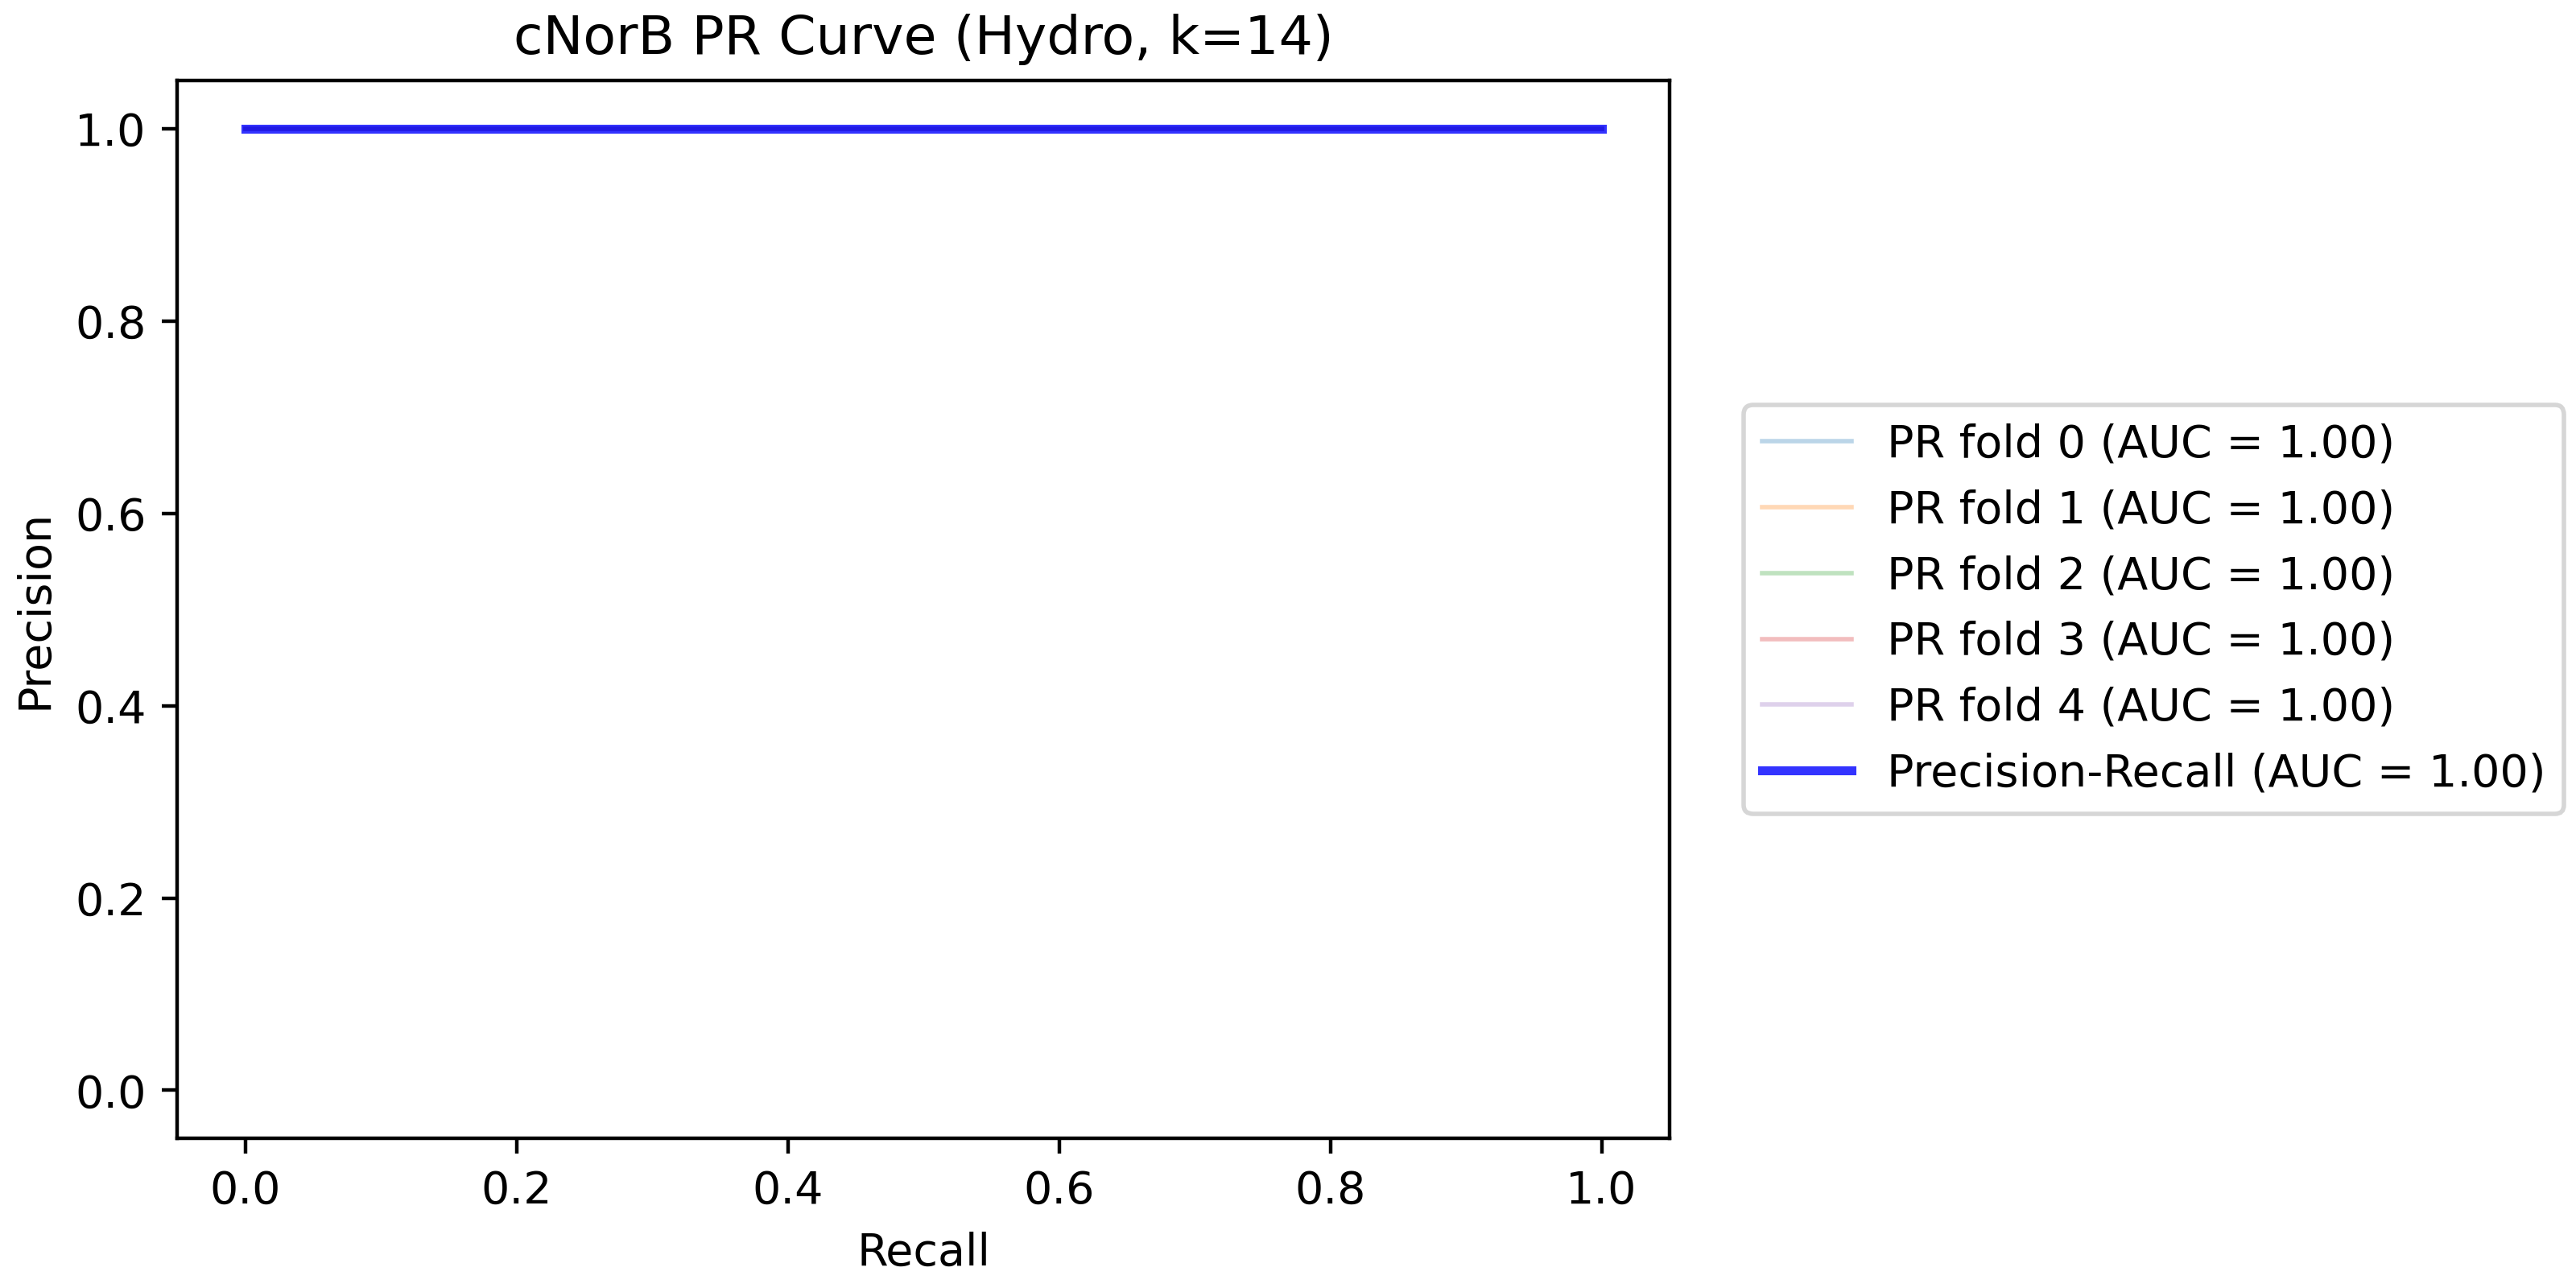 cNorB PR Curve (Hydro, k=14)
1.0
0.8
0.6
0.4
0.2
0.0
Precision
0.0 0.2 0.4 0.6 0.8 1.0
Recall
PR fold 0 (AUC = 1.00)
PR fold 1 (AUC = 1.00)
PR fold 2 (AUC = 1.00)
PR fold 3 (AUC = 1.00)
PR fold 4 (AUC = 1.00)
Precision-Recall (AUC = 1.00)